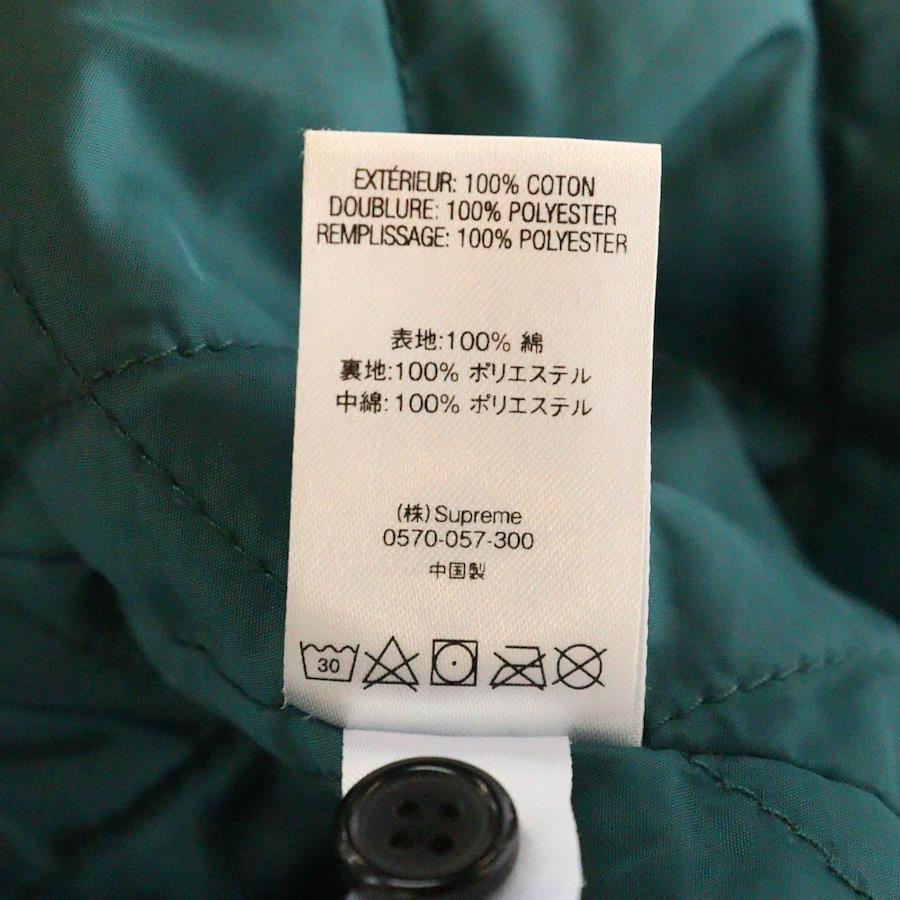 EXTÉRIEUR: 100% COTON
DOUBLURE: 100% POLYESTER
REMPLISSAGE: 100% POLYESTER
表地:100% 綿
裏地:100% ポリエステル
中綿:100% ポリエステル
(株)Supreme
0570-057-300
中国製
30